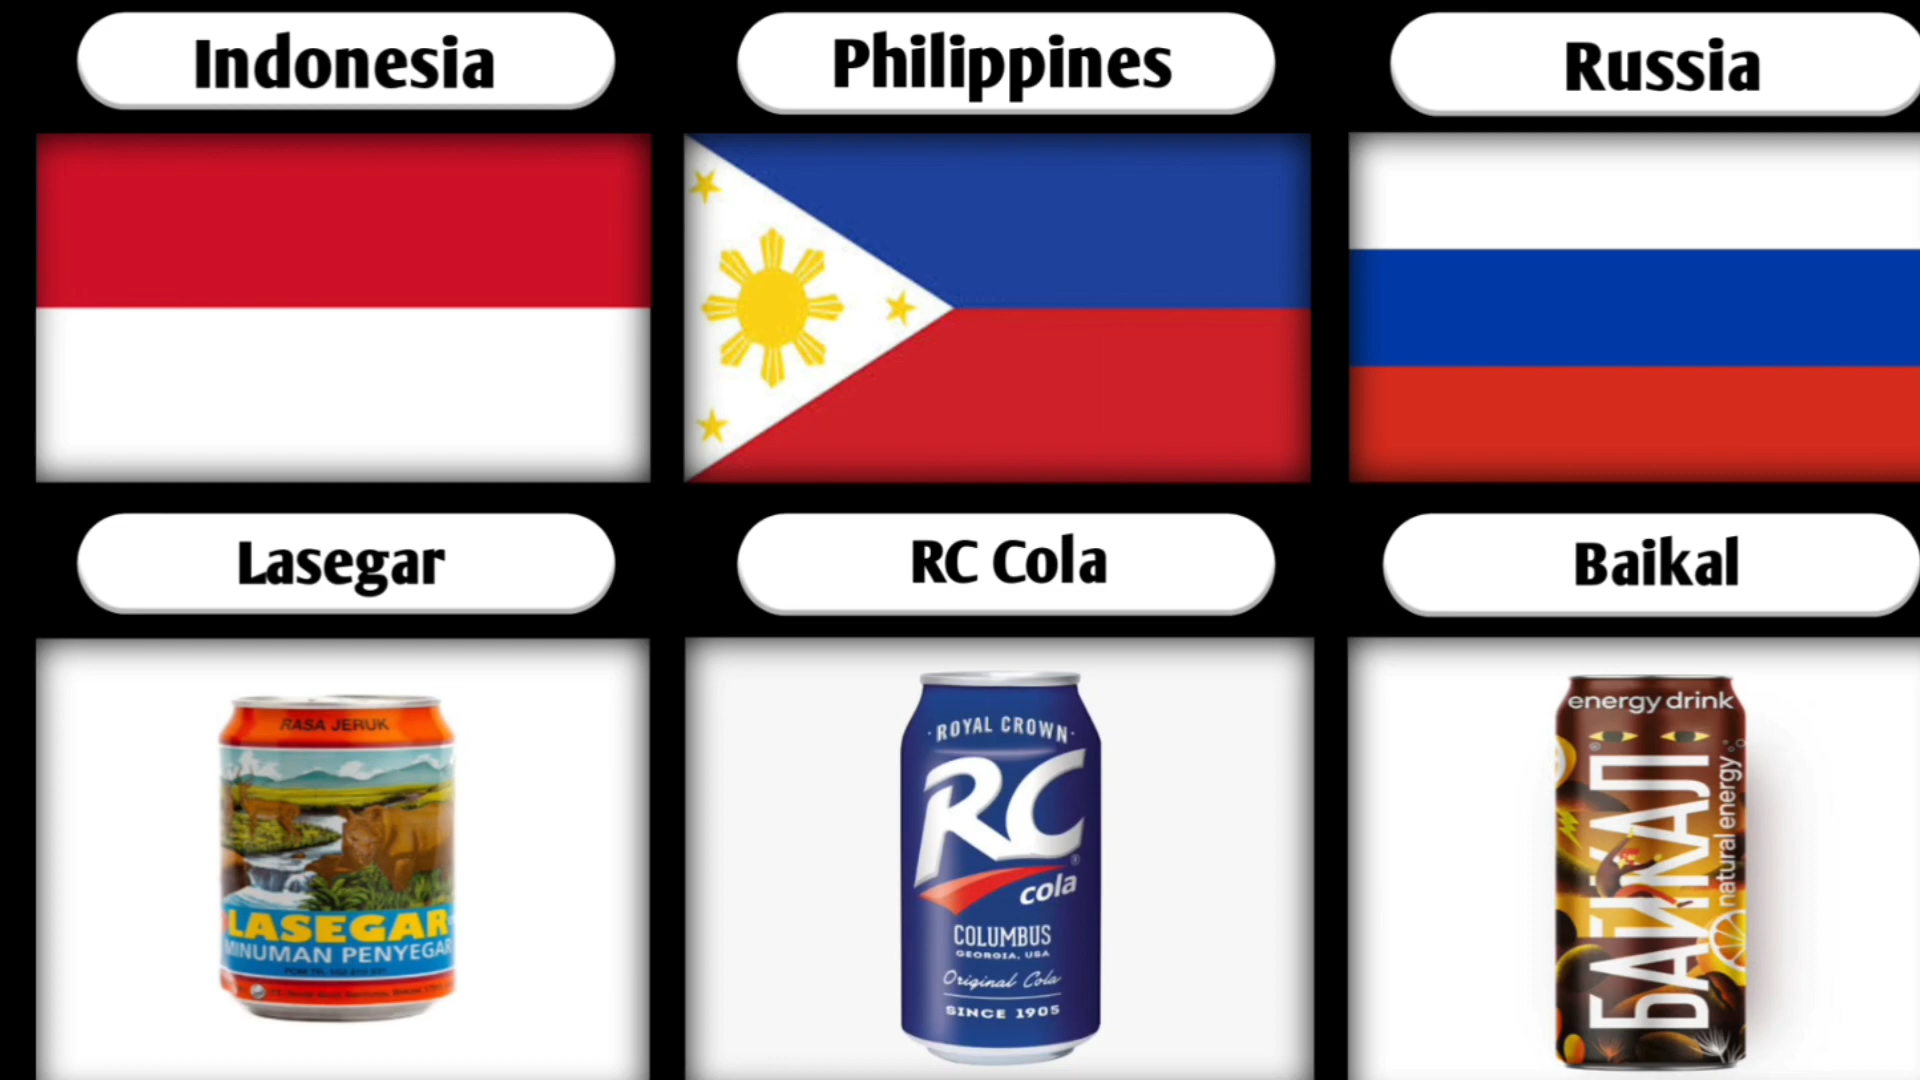 Indonesia
Philippines
Russia
Lasegar
RC Cola
Baikal
RASA JERUK
LASEGAR
MINUMAN PENYEGAR
·ROYAL CROWN·
RC®
cola
COLUMBUS
GEORGIA, USA
Original Cola
SINCE 1905
energy drink
БАЙКАЛ®
natural energy